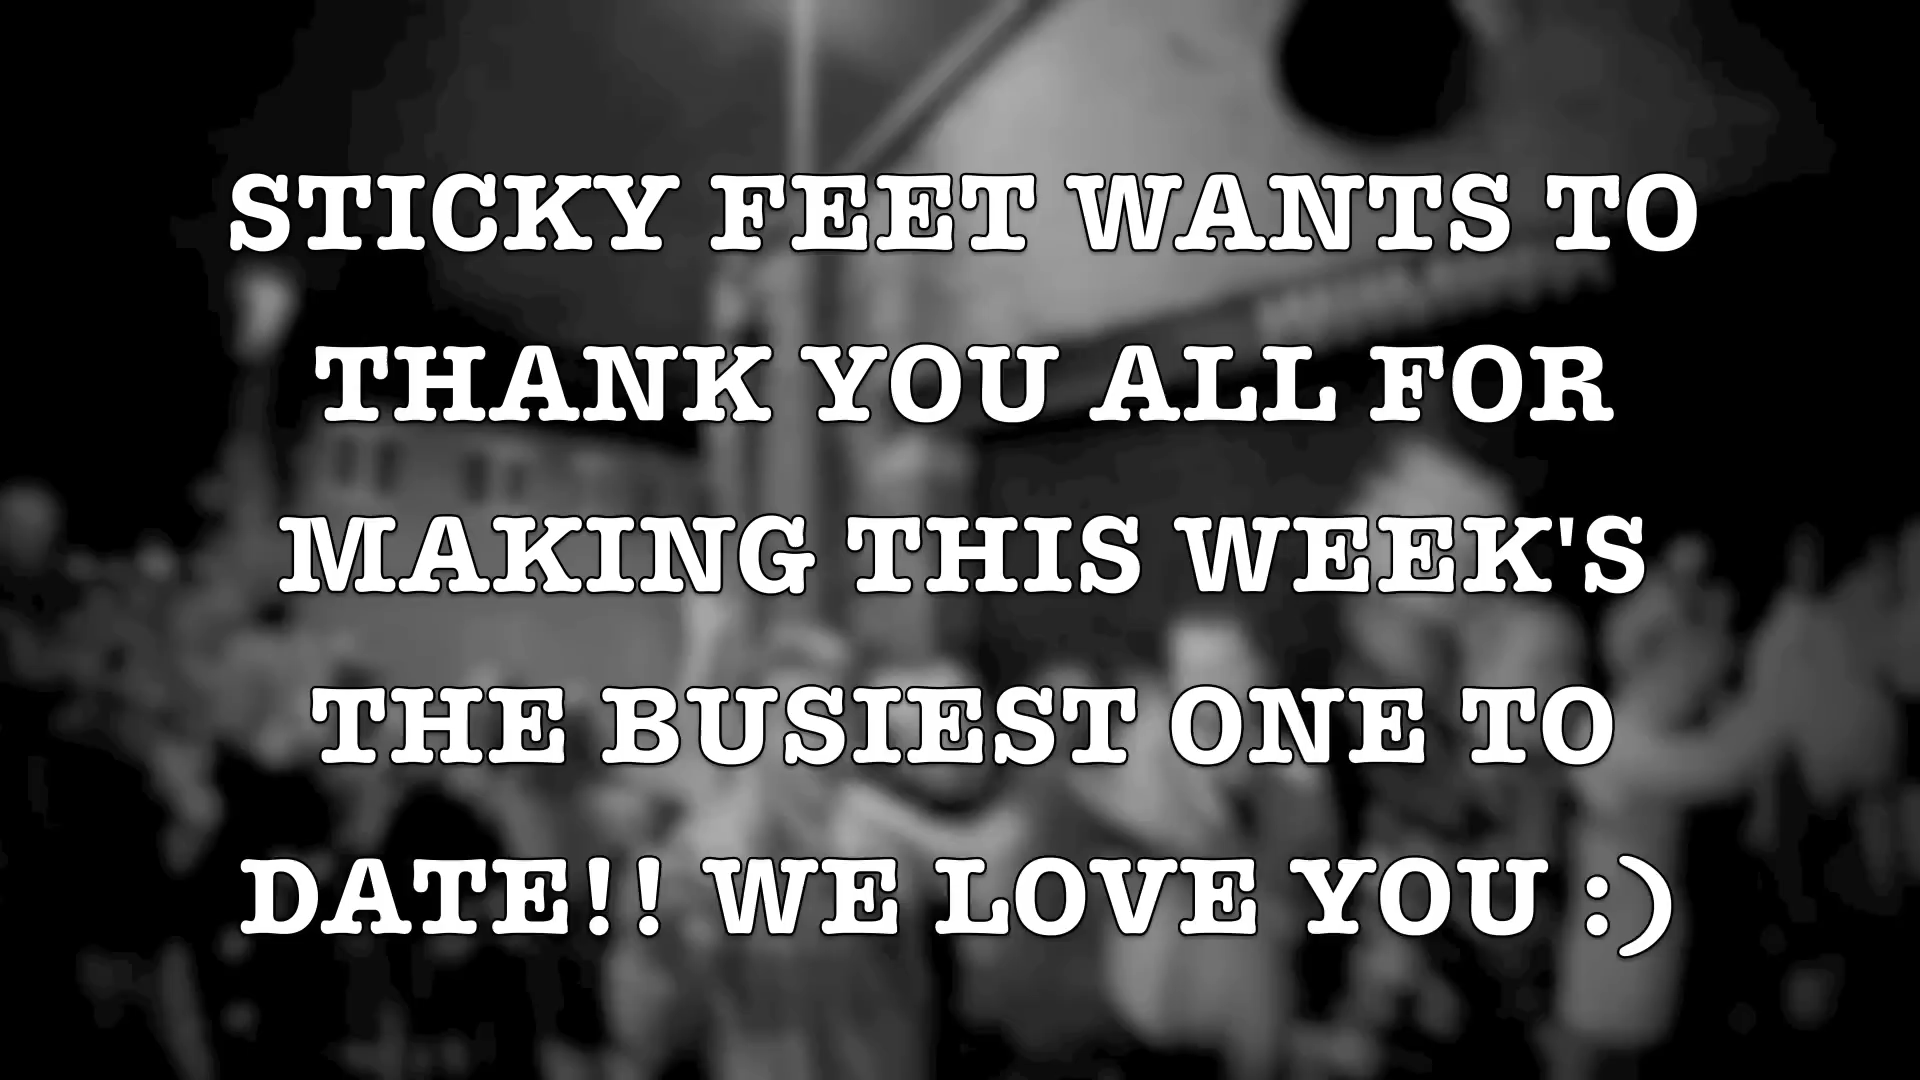 STICKY FEET WANTS TO
THANK YOU ALL FOR
MAKING THIS WEEK'S
THE BUSIEST ONE TO
DATE!! WE LOVE YOU :)